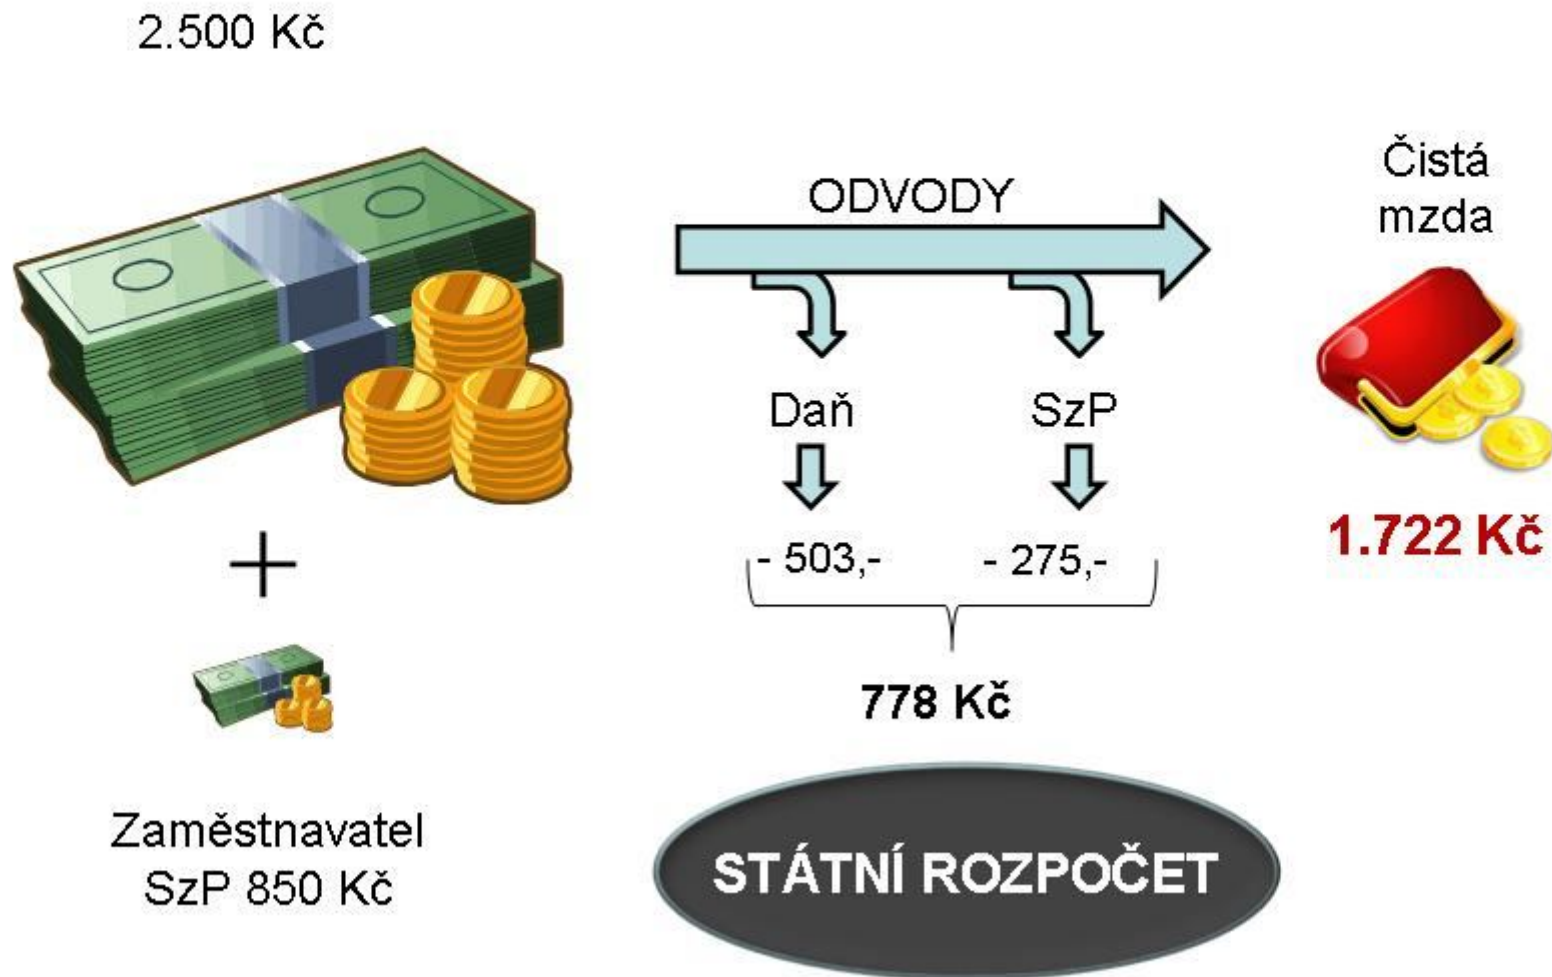 2.500 Kč
ODVODY
Čistá
mzda
Daň
SzP
- 503,-
- 275,-
1.722 Kč
778 Kč
Zaměstnavatel
SzP 850 Kč
STÁTNÍ ROZPOČET